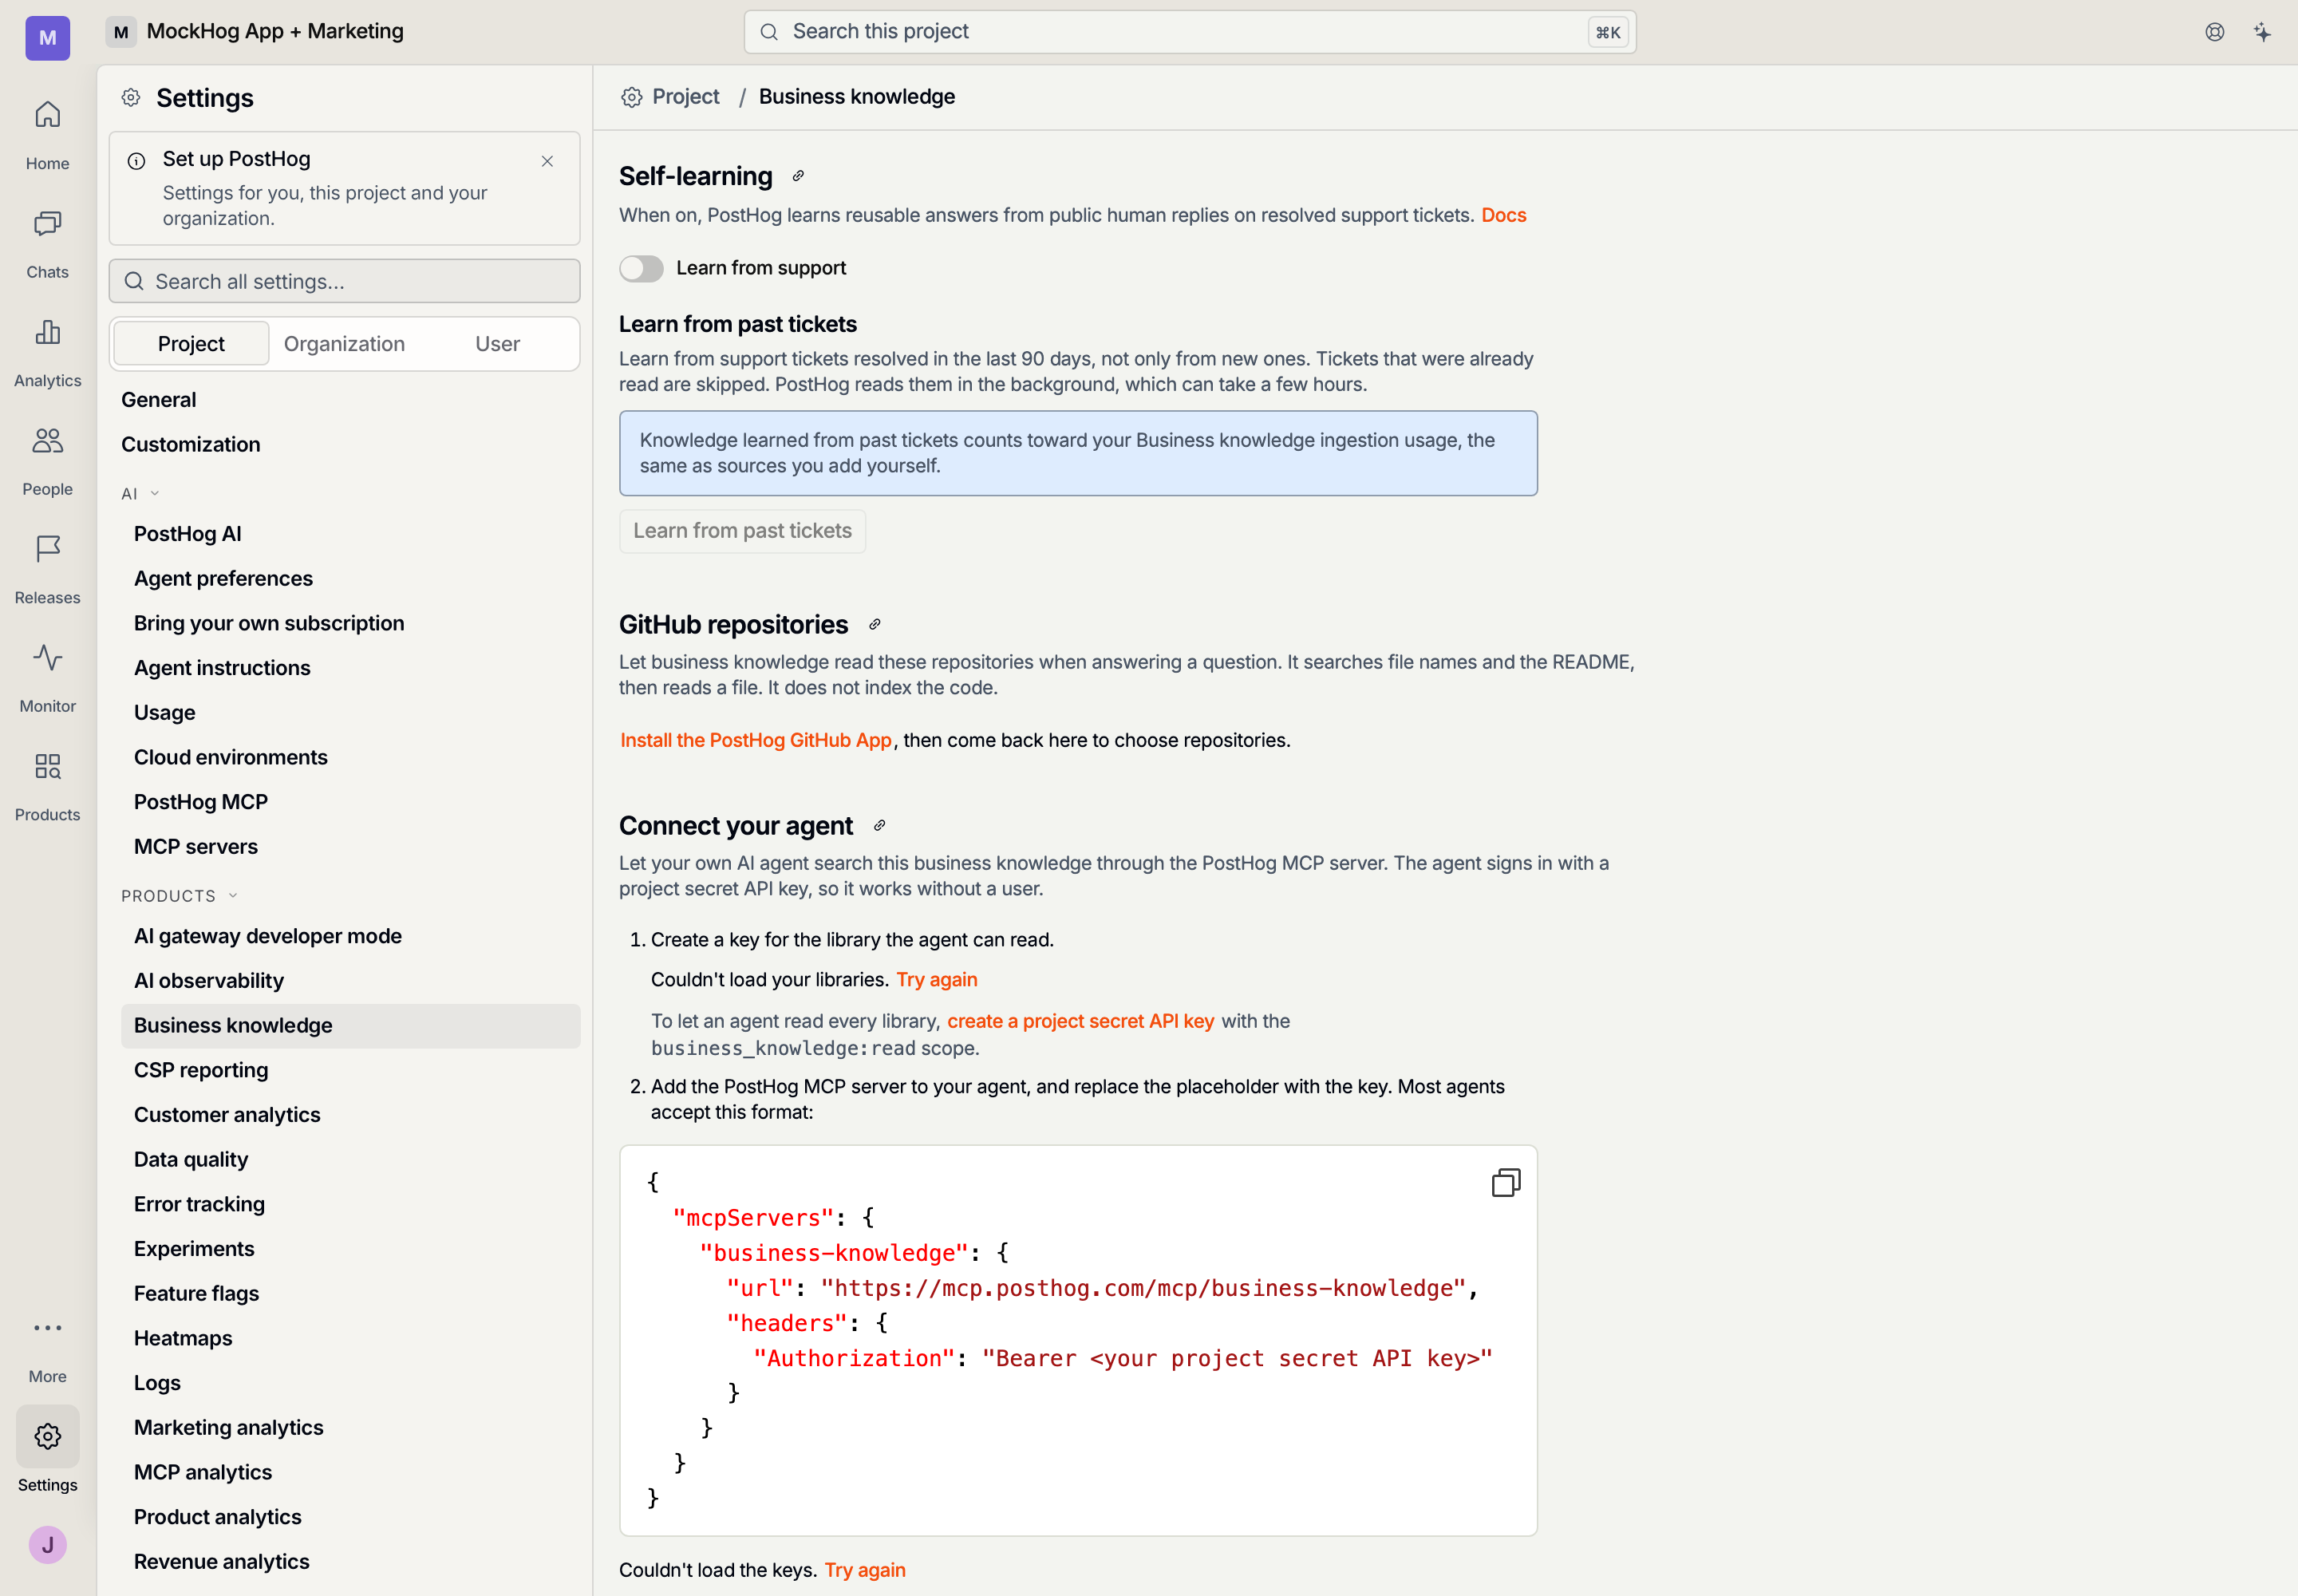 M
M MockHog App + Marketing
Search this project
⌘K
Home
Chats
Analytics
People
Releases
Monitor
Products
More
Settings
J
Settings
Set up PostHog
Settings for you, this project and your
organization.
Search all settings...
Project Organization User
General
Customization
AI
PostHog AI
Agent preferences
Bring your own subscription
Agent instructions
Usage
Cloud environments
PostHog MCP
MCP servers
PRODUCTS
AI gateway developer mode
AI observability
Business knowledge
CSP reporting
Customer analytics
Data quality
Error tracking
Experiments
Feature flags
Heatmaps
Logs
Marketing analytics
MCP analytics
Product analytics
Revenue analytics
Project / Business knowledge
Self-learning
When on, PostHog learns reusable answers from public human replies on resolved support tickets. Docs
Learn from support
Learn from past tickets
Learn from support tickets resolved in the last 90 days, not only from new ones. Tickets that were already
read are skipped. PostHog reads them in the background, which can take a few hours.
Knowledge learned from past tickets counts toward your Business knowledge ingestion usage, the
same as sources you add yourself.
Learn from past tickets
GitHub repositories
Let business knowledge read these repositories when answering a question. It searches file names and the README,
then reads a file. It does not index the code.
Install the PostHog GitHub App, then come back here to choose repositories.
Connect your agent
Let your own AI agent search this business knowledge through the PostHog MCP server. The agent signs in with a
project secret API key, so it works without a user.
1. Create a key for the library the agent can read.
Couldn't load your libraries. Try again
To let an agent read every library, create a project secret API key with the
business_knowledge:read scope.
2. Add the PostHog MCP server to your agent, and replace the placeholder with the key. Most agents
accept this format:
{
"mcpServers": {
"business-knowledge": {
"url": "https://mcp.posthog.com/mcp/business-knowledge",
"headers": {
"Authorization": "Bearer <your project secret API key>"
}
}
}
}
Couldn't load the keys. Try again